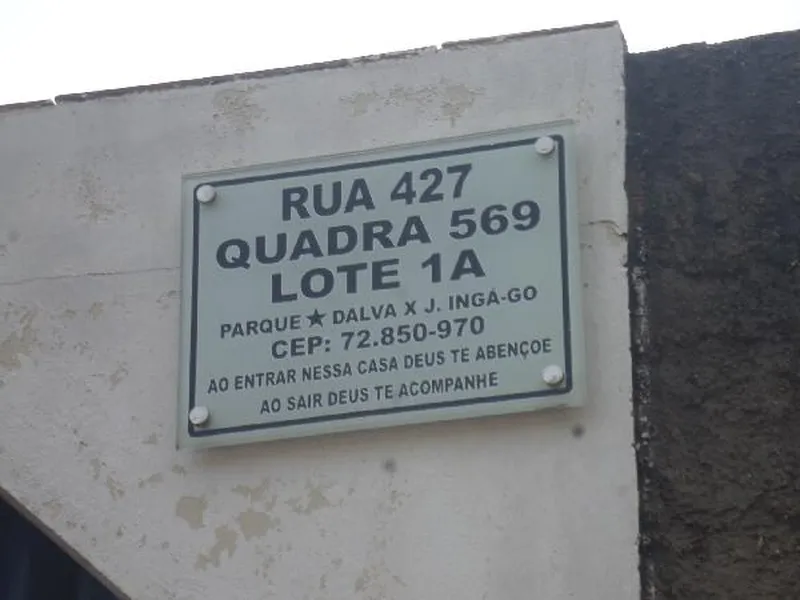 RUA 427
QUADRA 569
LOTE 1A
PARQUE ★ DALVA X J. INGÁ-GO
CEP: 72.850-970
AO ENTRAR NESSA CASA DEUS TE ABENÇOE
AO SAIR DEUS TE ACOMPANHE